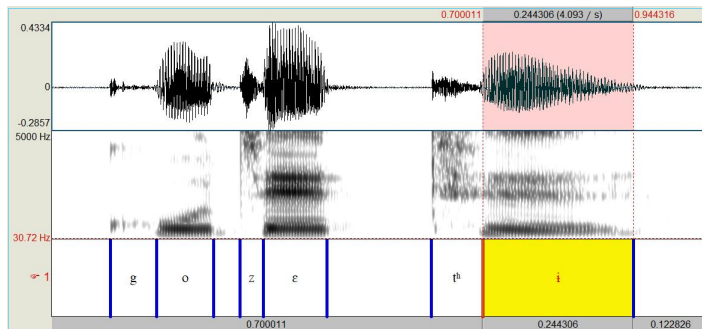 0.700011 0.244306 (4.093 / s) 0.944316
0.4334
0
-0.2857
5000 Hz
30.72 Hz
☞ 1 g o z ɛ tʰ ɨ
0.700011 0.244306 0.122826